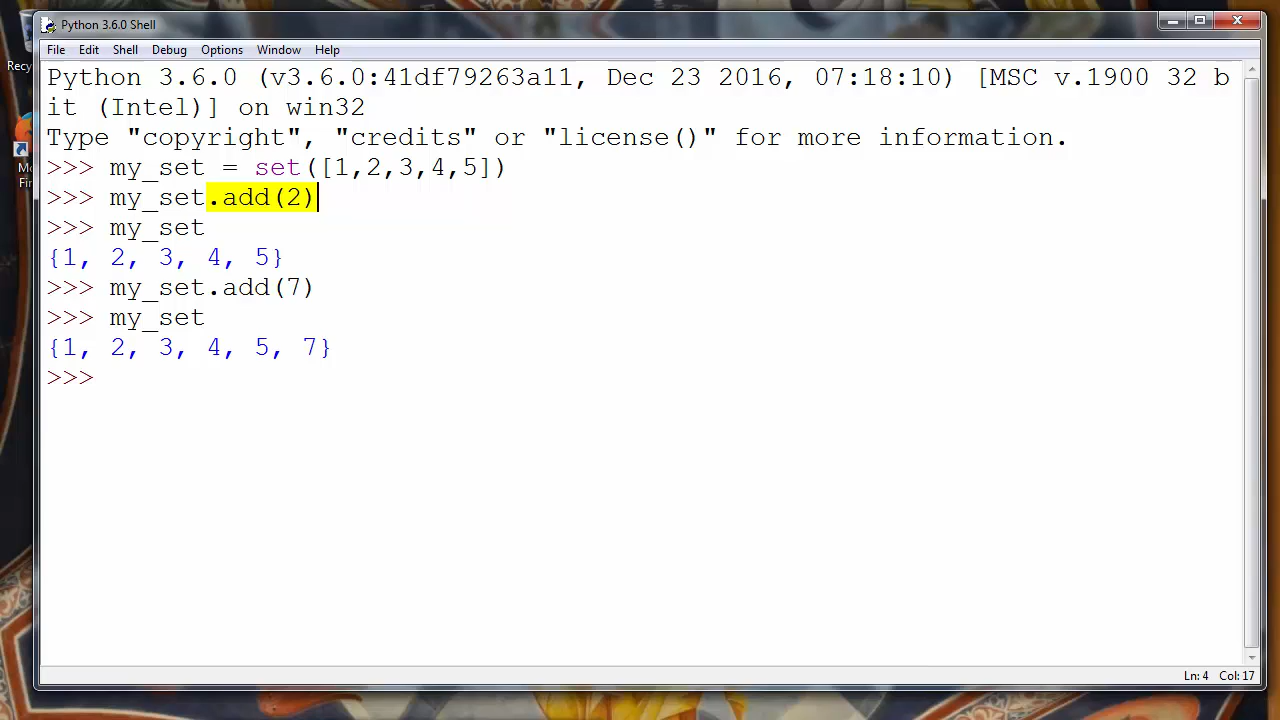 Python 3.6.0 Shell
File Edit Shell Debug Options Window Help
Recy
Python 3.6.0 (v3.6.0:41df79263a11, Dec 23 2016, 07:18:10) [MSC v.1900 32 b
it (Intel)] on win32
Type "copyright", "credits" or "license()" for more information.
>>> my_set = set([1,2,3,4,5])
Mo
Fir
>>> my_set.add(2)
>>> my_set
{1, 2, 3, 4, 5}
>>> my_set.add(7)
>>> my_set
{1, 2, 3, 4, 5, 7}
>>>
Ln: 4 Col: 17